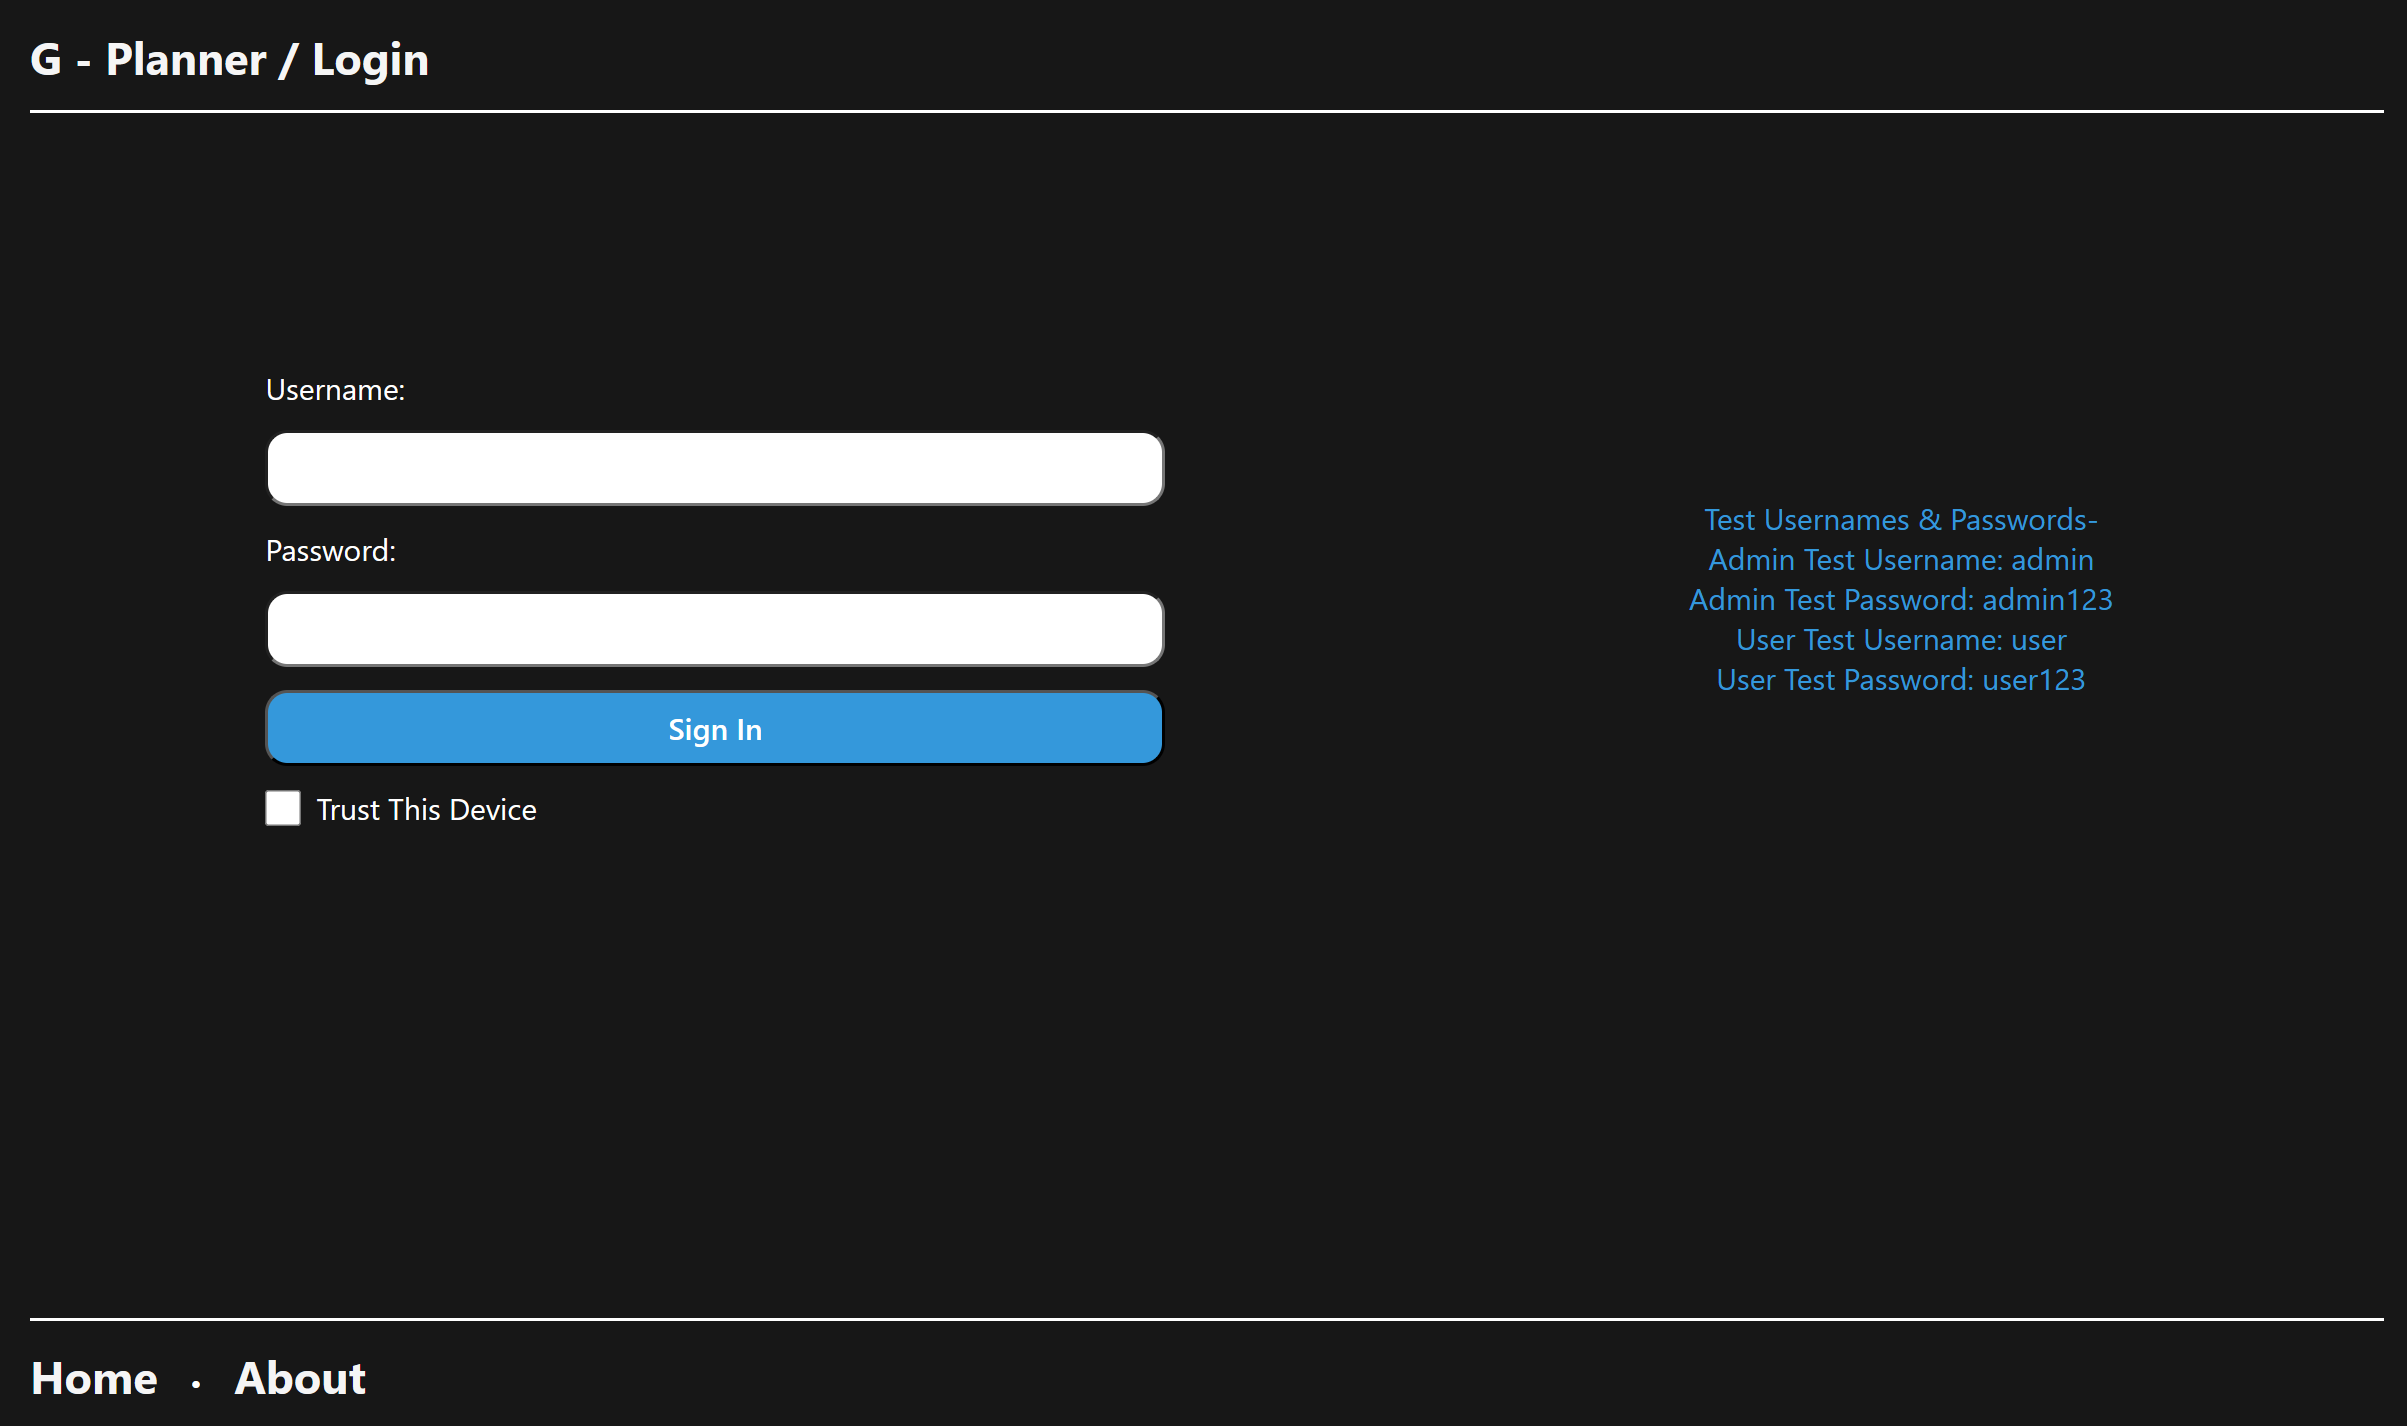 G - Planner / Login
Username:
Password:
Sign In
Trust This Device
Test Usernames & Passwords-
Admin Test Username: admin
Admin Test Password: admin123
User Test Username: user
User Test Password: user123
Home · About